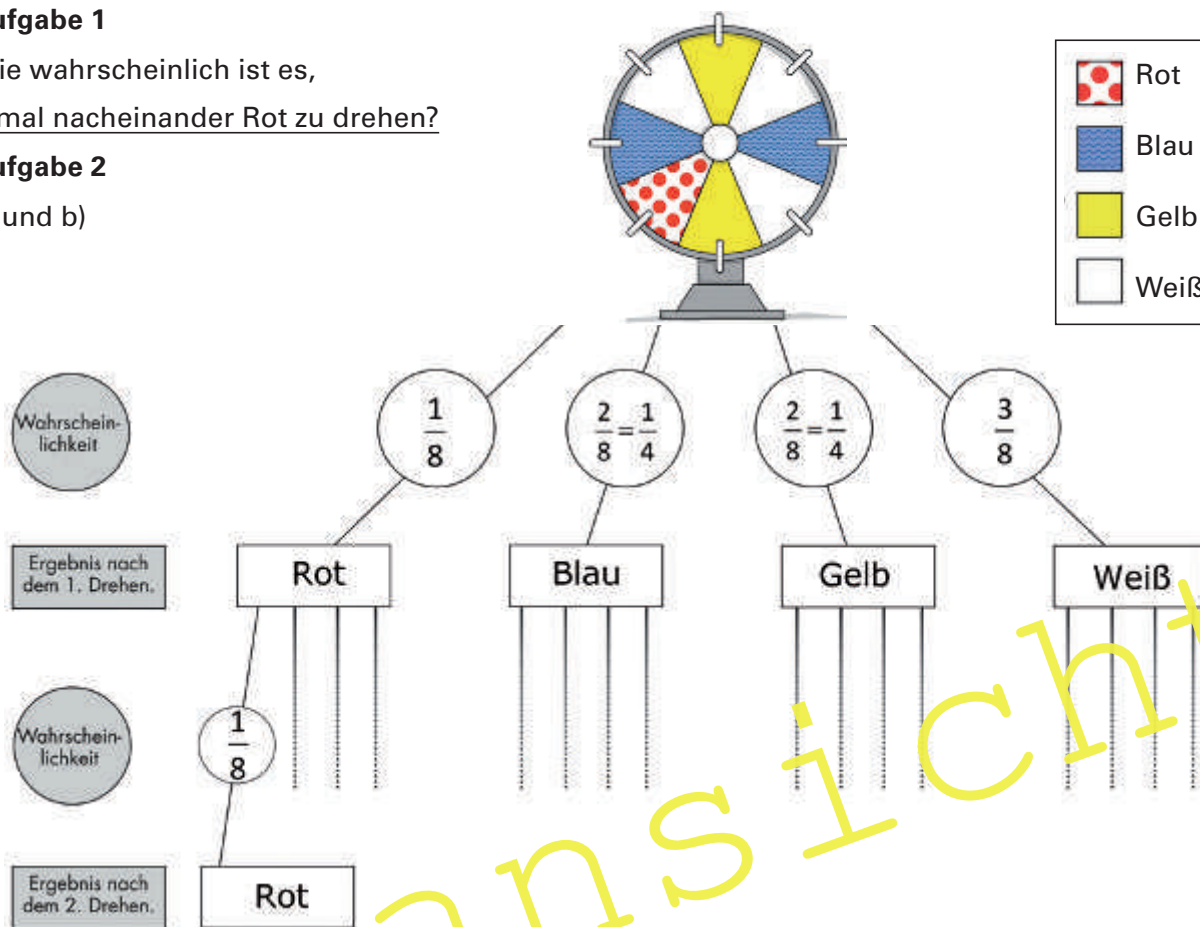 ufgabe 1
ie wahrscheinlich ist es,
mal nacheinander Rot zu drehen?
ufgabe 2
und b)
Rot
Blau
Gelb
Weiß
Wahrschein-
lichkeit
1/8
2/8 = 1/4
2/8 = 1/4
3/8
Ergebnis nach
dem 1. Drehen.
Rot
Blau
Gelb
Weiß
Wahrschein-
lichkeit
1/8
Ergebnis nach
dem 2. Drehen.
Rot
ansicht